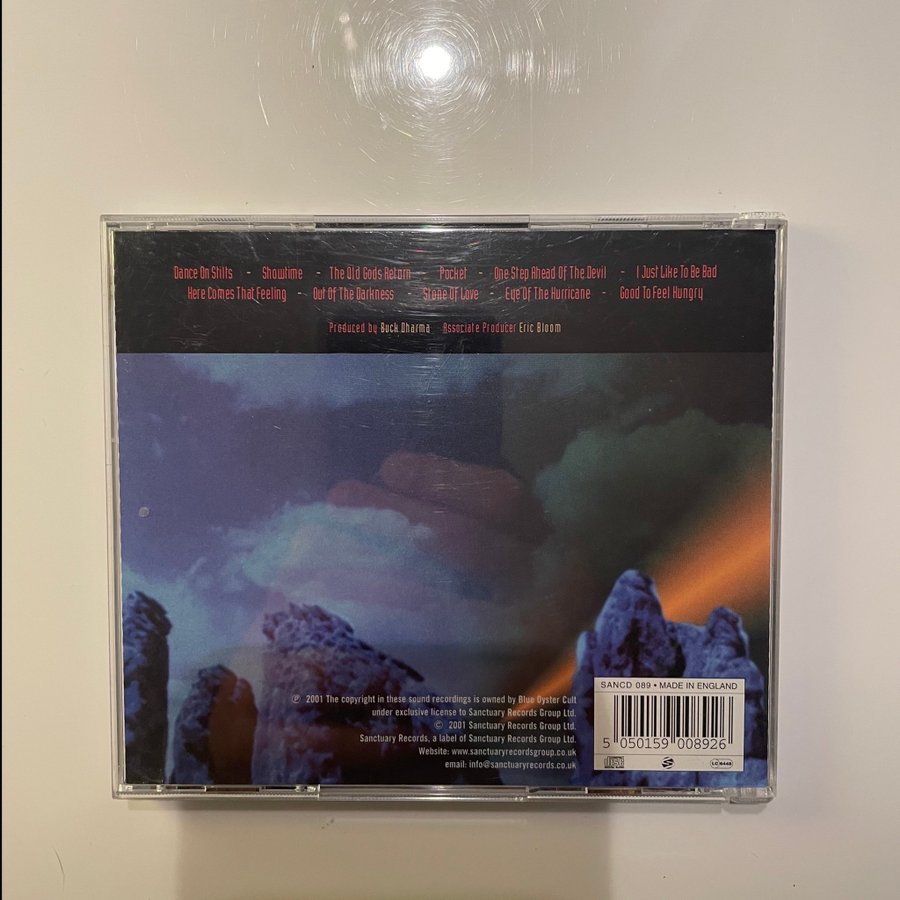 Dance On Stilts - Showtime - The Old Gods Return - Pocket - One Step Ahead Of The Devil - I Just Like To Be Bad
Here Comes That Feeling - Out Of The Darkness - Stone Of Love - Eye Of The Hurricane - Good To Feel Hungry
Produced by Buck Dharma Associate Producer Eric Bloom
℗ 2001 The copyright in these sound recordings is owned by Blue Oyster Cult
under exclusive license to Sanctuary Records Group Ltd.
© 2001 Sanctuary Records Group Ltd.
Sanctuary Records, a label of Sanctuary Records Group Ltd.
Website: www.sanctuaryrecordsgroup.co.uk
email: info@sanctuaryrecords.co.uk
SANCD 089 • MADE IN ENGLAND
5 050159 008926